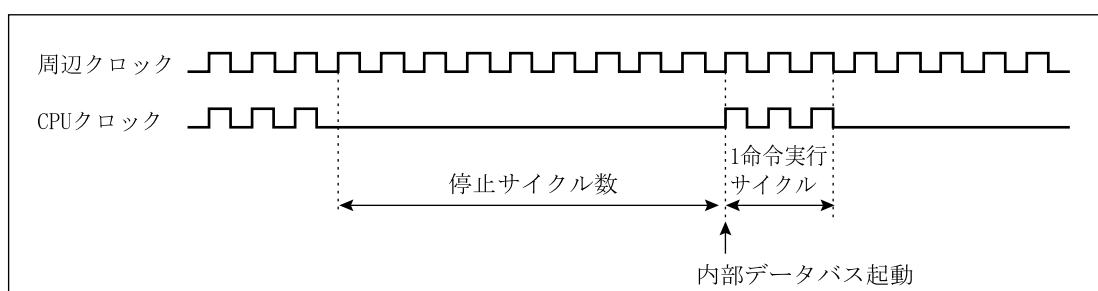 周辺クロック
CPUクロック
停止サイクル数
1命令実行
サイクル
内部データバス起動